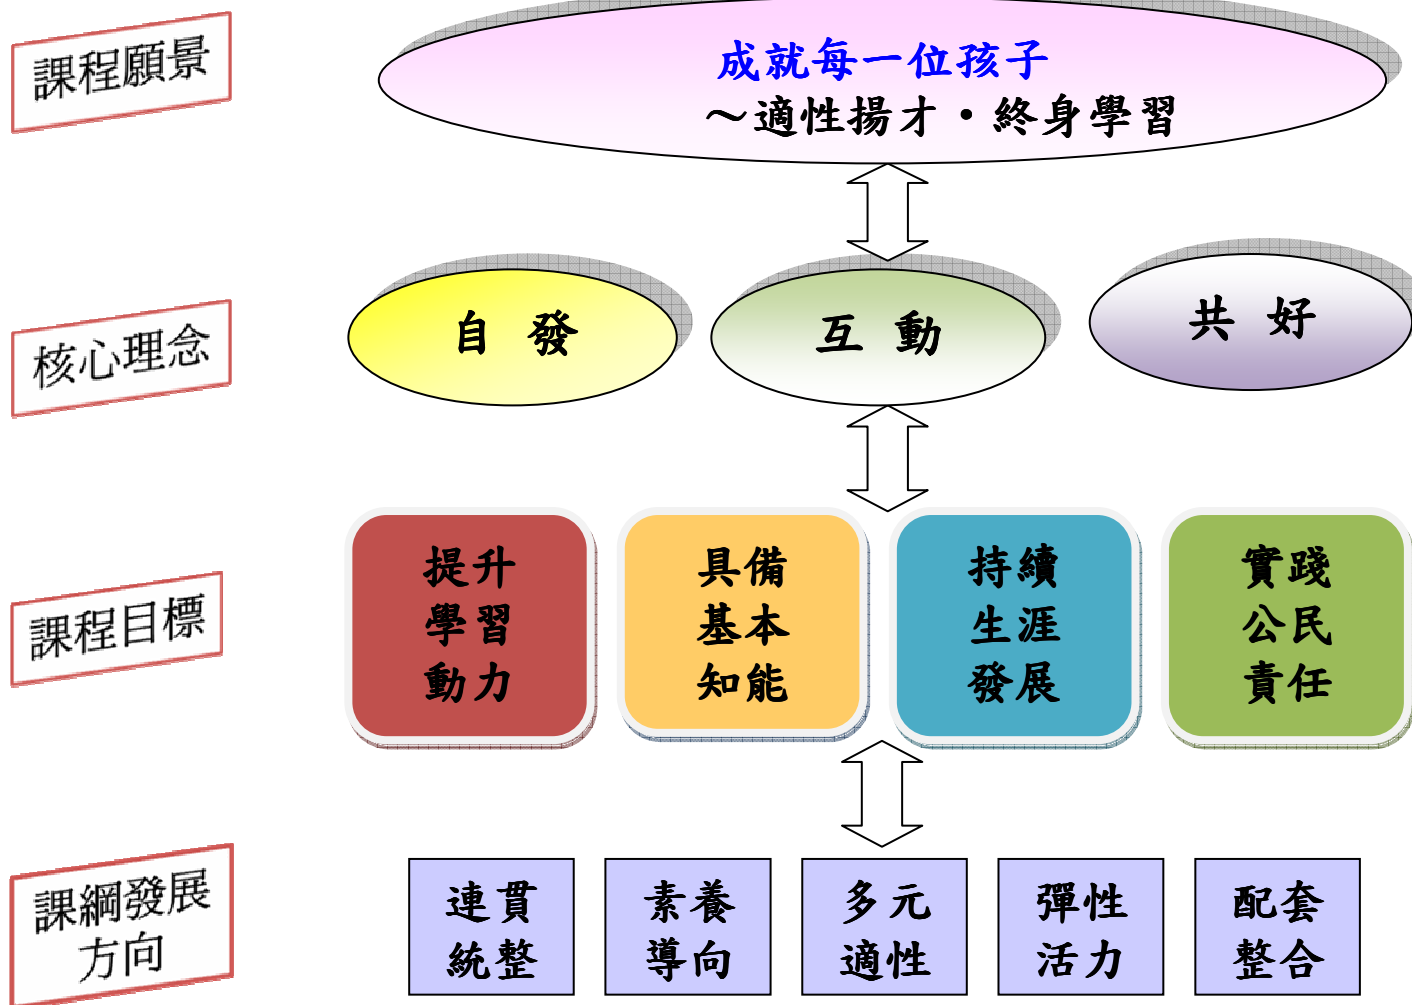 課程願景
成就每一位孩子
～適性揚才・終身學習
核心理念
自 發
互 動
共 好
課程目標
提升
學習
動力
具備
基本
知能
持續
生涯
發展
實踐
公民
責任
課綱發展
方向
連貫
統整
素養
導向
多元
適性
彈性
活力
配套
整合